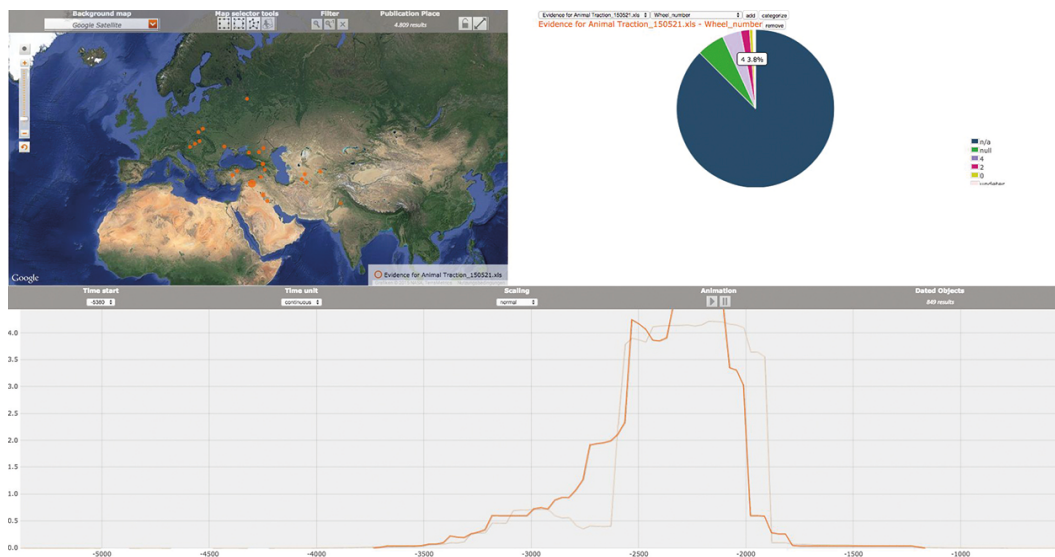 Background map
Google Satellite
Map selector tools
Filter
Publication Place
4.809 results
Google
Evidence for Animal Traction_150521.xls
Evidence for Animal Traction_150521.xls
Wheel_number
add
categorize
Evidence for Animal Traction_150521.xls - Wheel_number
remove
4 3.8%
n/a
null
4
2
0
Time start
-5380
Time unit
continuous
Scaling
normal
Animation
Dated Objects
849 results
4.0
3.5
3.0
2.5
2.0
1.5
1.0
0.5
0.0
-5000
-4500
-4000
-3500
-3000
-2500
-2000
-1500
-1000